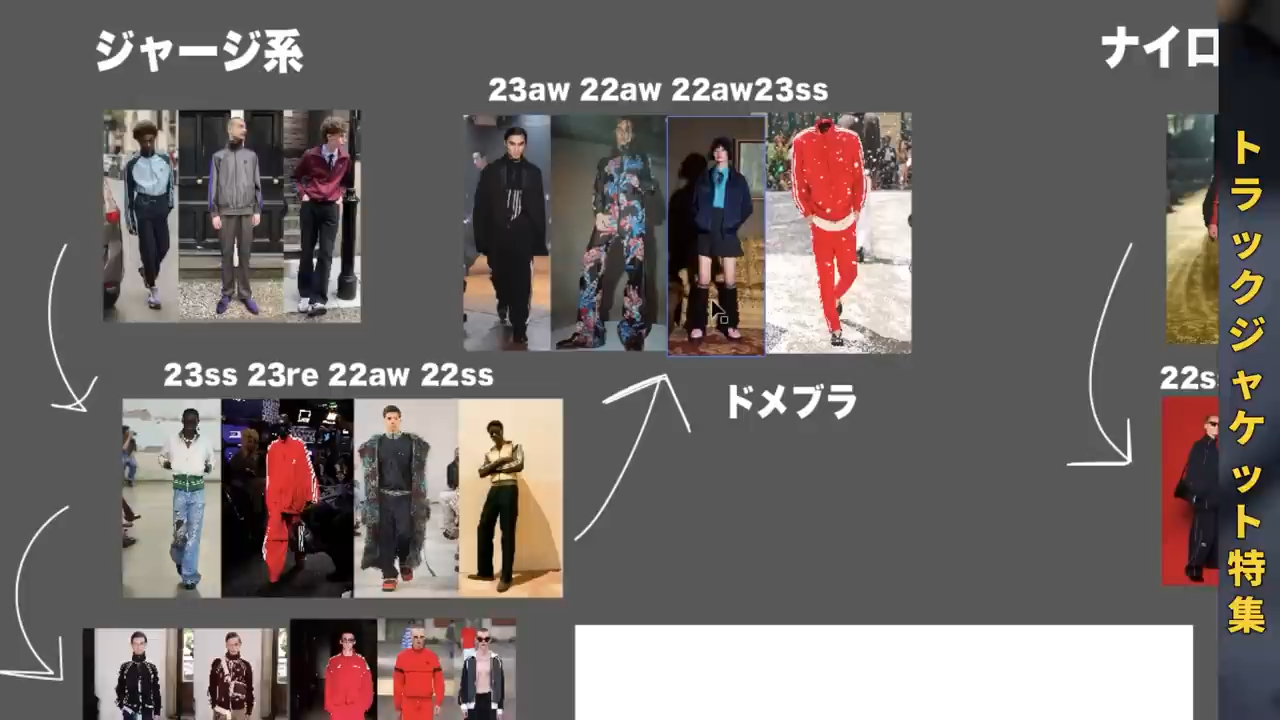 ジャージ系
ナイロ
23aw 22aw 22aw23ss
ドメブラ
23ss 23re 22aw 22ss
22s
トラックジャケット特集